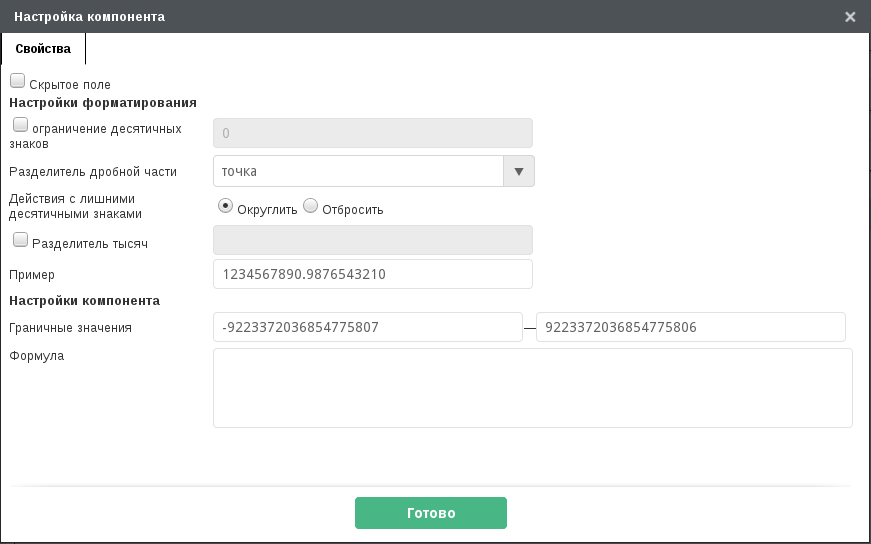 Настройка компонента
Свойства
Скрытое поле
Настройки форматирования
ограничение десятичных
знаков
0
Разделитель дробной части
точка
Действия с лишними
десятичными знаками
Округлить Отбросить
Разделитель тысяч
Пример
1234567890.9876543210
Настройки компонента
Граничные значения
-9223372036854775807 — 9223372036854775806
Формула
Готово